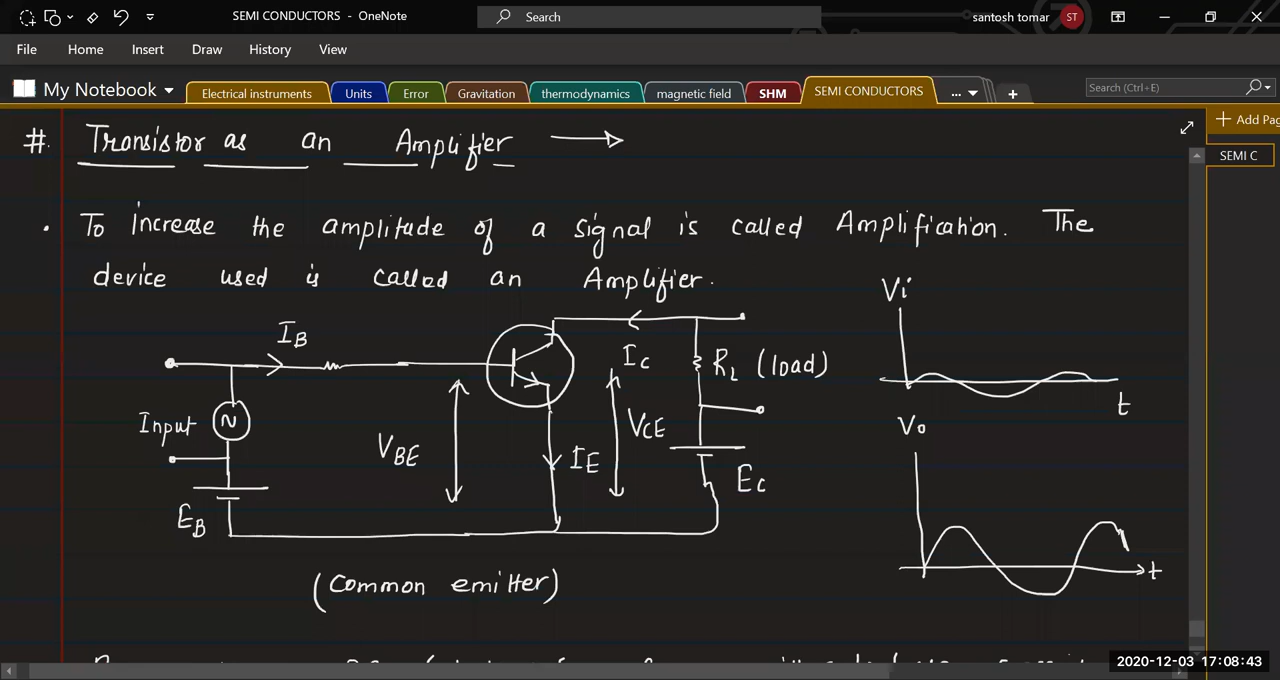 SEMI CONDUCTORS - OneNote
Search
santosh tomar
ST
File Home Insert Draw History View
My Notebook
Electrical instruments
Units
Error
Gravitation
thermodynamics
magnetic field
SHM
SEMI CONDUCTORS
...
Search (Ctrl+E)
Add Pag
SEMI C
# Transistor as an Amplifier →
. To increase the amplitude of a signal is called Amplification. The
device used is called an Amplifier.
Vi
t
IB
Ic
RL (load)
Input
VBE
VCE
IE
Ec
EB
Vo
t
(Common emitter)
2020-12-03 17:08:43